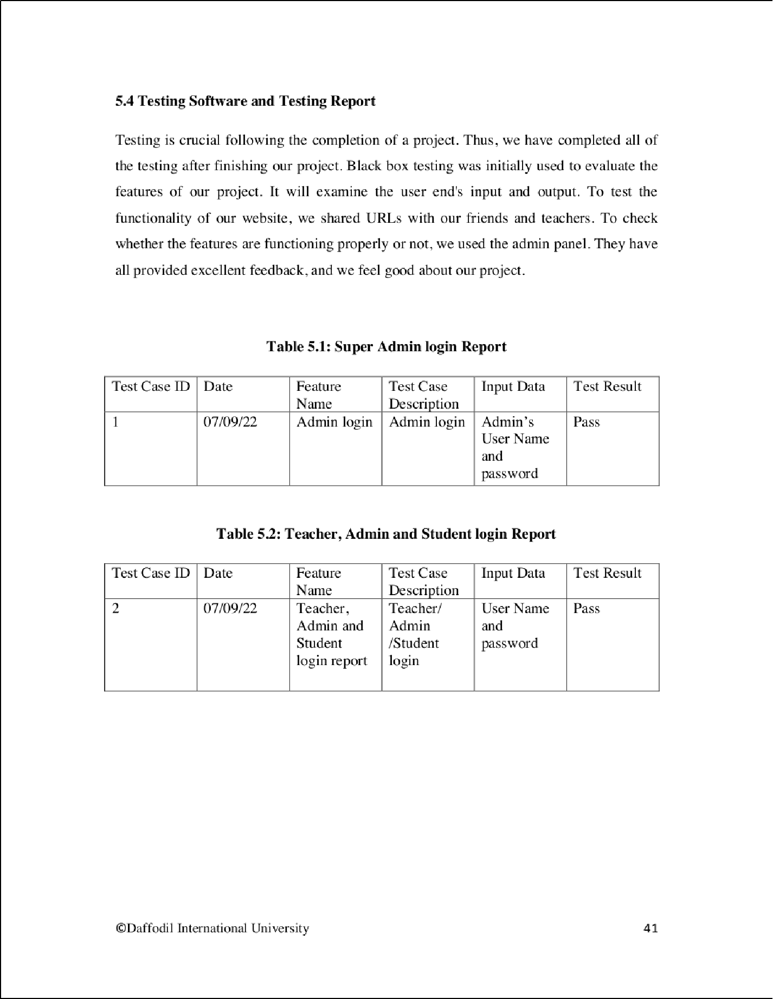 5.4 Testing Software and Testing Report
Testing is crucial following the completion of a project. Thus, we have completed all of
the testing after finishing our project. Black box testing was initially used to evaluate the
features of our project. It will examine the user end's input and output. To test the
functionality of our website, we shared URLs with our friends and teachers. To check
whether the features are functioning properly or not, we used the admin panel. They have
all provided excellent feedback, and we feel good about our project.
Table 5.1: Super Admin login Report
Test Case ID Date Feature Test Case Input Data Test Result
Name Description
1 07/09/22 Admin login Admin login Admin’s Pass
User Name
and
password
Table 5.2: Teacher, Admin and Student login Report
Test Case ID Date Feature Test Case Input Data Test Result
Name Description
2 07/09/22 Teacher, Teacher/ User Name Pass
Admin and Admin and
Student /Student password
login report login
©Daffodil International University 41